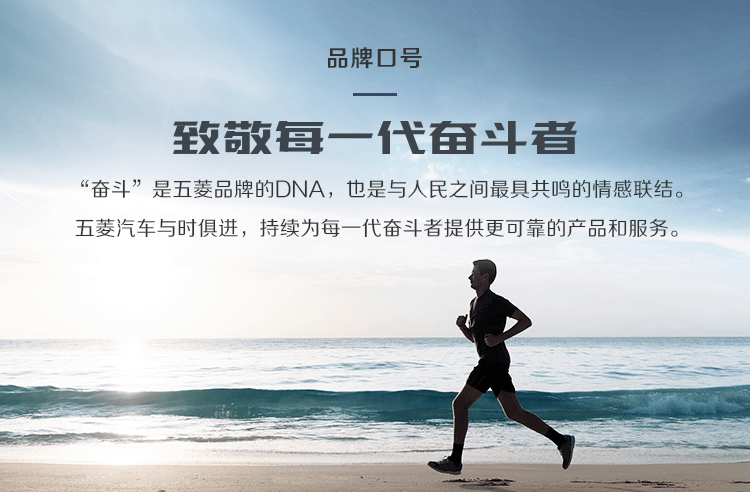 品牌口号
致敬每一代奋斗者
“奋斗”是五菱品牌的DNA，也是与人民之间最具共鸣的情感联结。
五菱汽车与时俱进，持续为每一代奋斗者提供更可靠的产品和服务。